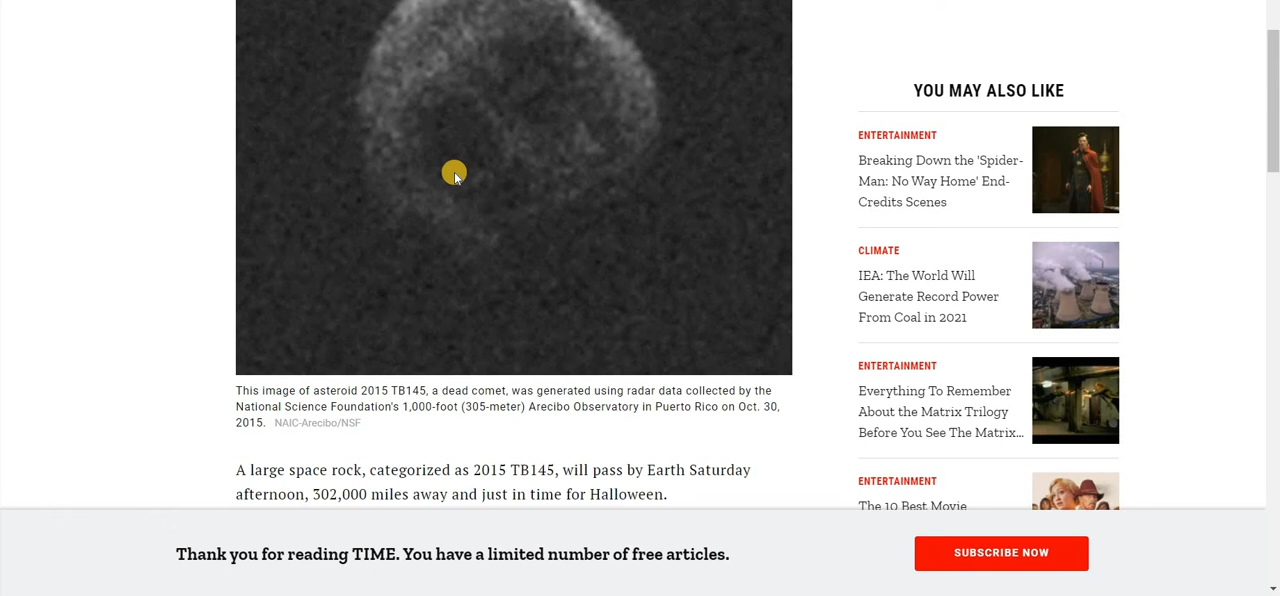 This image of asteroid 2015 TB145, a dead comet, was generated using radar data collected by the
National Science Foundation's 1,000-foot (305-meter) Arecibo Observatory in Puerto Rico on Oct. 30,
2015. NAIC-Arecibo/NSF
A large space rock, categorized as 2015 TB145, will pass by Earth Saturday
afternoon, 302,000 miles away and just in time for Halloween.
YOU MAY ALSO LIKE
ENTERTAINMENT
Breaking Down the 'Spider-
Man: No Way Home' End-
Credits Scenes
CLIMATE
IEA: The World Will
Generate Record Power
From Coal in 2021
ENTERTAINMENT
Everything To Remember
About the Matrix Trilogy
Before You See The Matrix...
ENTERTAINMENT
The 10 Best Movie
Thank you for reading TIME. You have a limited number of free articles.
SUBSCRIBE NOW